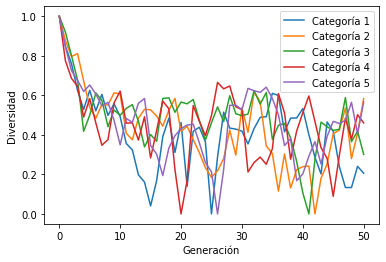 1.0
0.8
0.6
0.4
0.2
0.0
Diversidad
Categoría 1
Categoría 2
Categoría 3
Categoría 4
Categoría 5
0 10 20 30 40 50
Generación